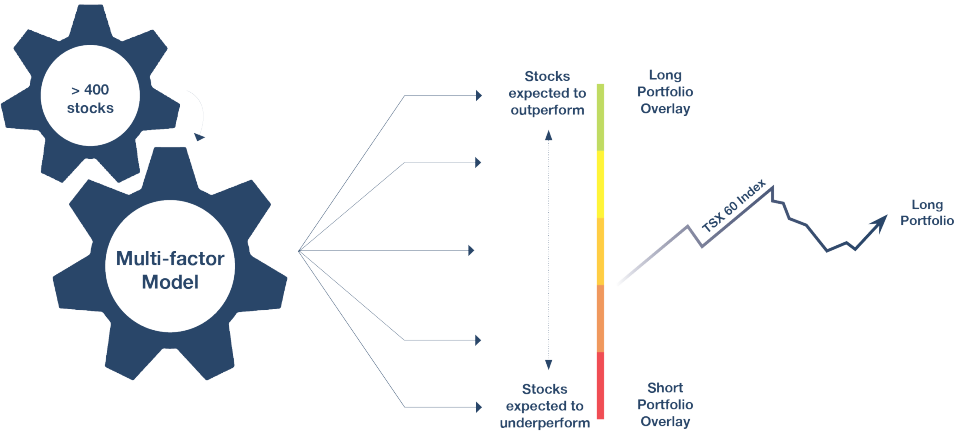 > 400
stocks
Multi-factor
Model
Stocks
expected to
outperform
Long
Portfolio
Overlay
TSX 60 Index
Long
Portfolio
Stocks
expected to
underperform
Short
Portfolio
Overlay